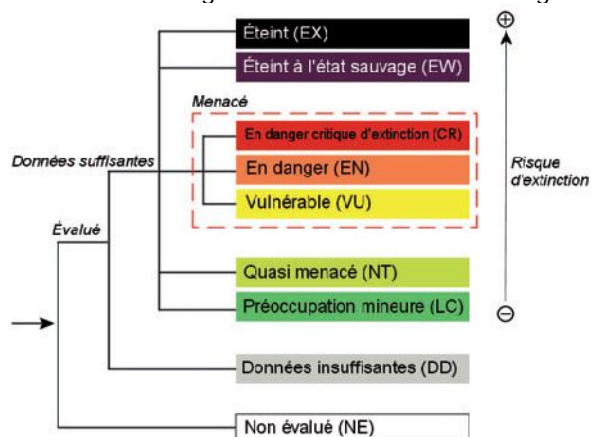 Éteint (EX)
Éteint à l'état sauvage (EW)
Menacé
En danger critique d'extinction (CR)
Données suffisantes
En danger (EN)
Risque
d'extinction
Vulnérable (VU)
Évalué
Quasi menacé (NT)
Préoccupation mineure (LC)
Données insuffisantes (DD)
Non évalué (NE)